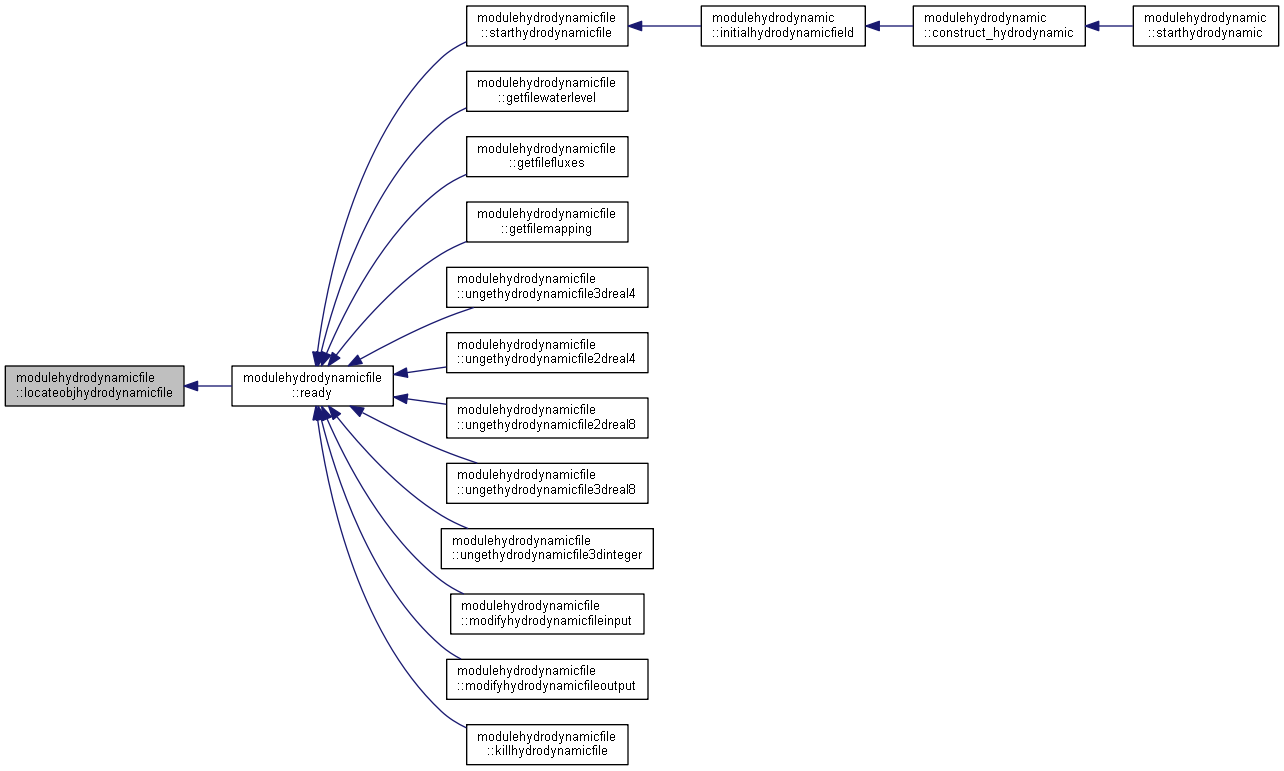 modulehydrodynamicfile
::starthydrodynamicfile
modulehydrodynamic
::initialhydrodynamicfield
modulehydrodynamic
::construct_hydrodynamic
modulehydrodynamic
::starthydrodynamic
modulehydrodynamicfile
::getfilewaterlevel
modulehydrodynamicfile
::getfilefluxes
modulehydrodynamicfile
::getfilemapping
modulehydrodynamicfile
::ungethydrodynamicfile3dreal4
modulehydrodynamicfile
::ungethydrodynamicfile2dreal4
modulehydrodynamicfile
::locateobjhydrodynamicfile
modulehydrodynamicfile
::ready
modulehydrodynamicfile
::ungethydrodynamicfile2dreal8
modulehydrodynamicfile
::ungethydrodynamicfile3dreal8
modulehydrodynamicfile
::ungethydrodynamicfile3dinteger
modulehydrodynamicfile
::modifyhydrodynamicfileinput
modulehydrodynamicfile
::modifyhydrodynamicfileoutput
modulehydrodynamicfile
::killhydrodynamicfile